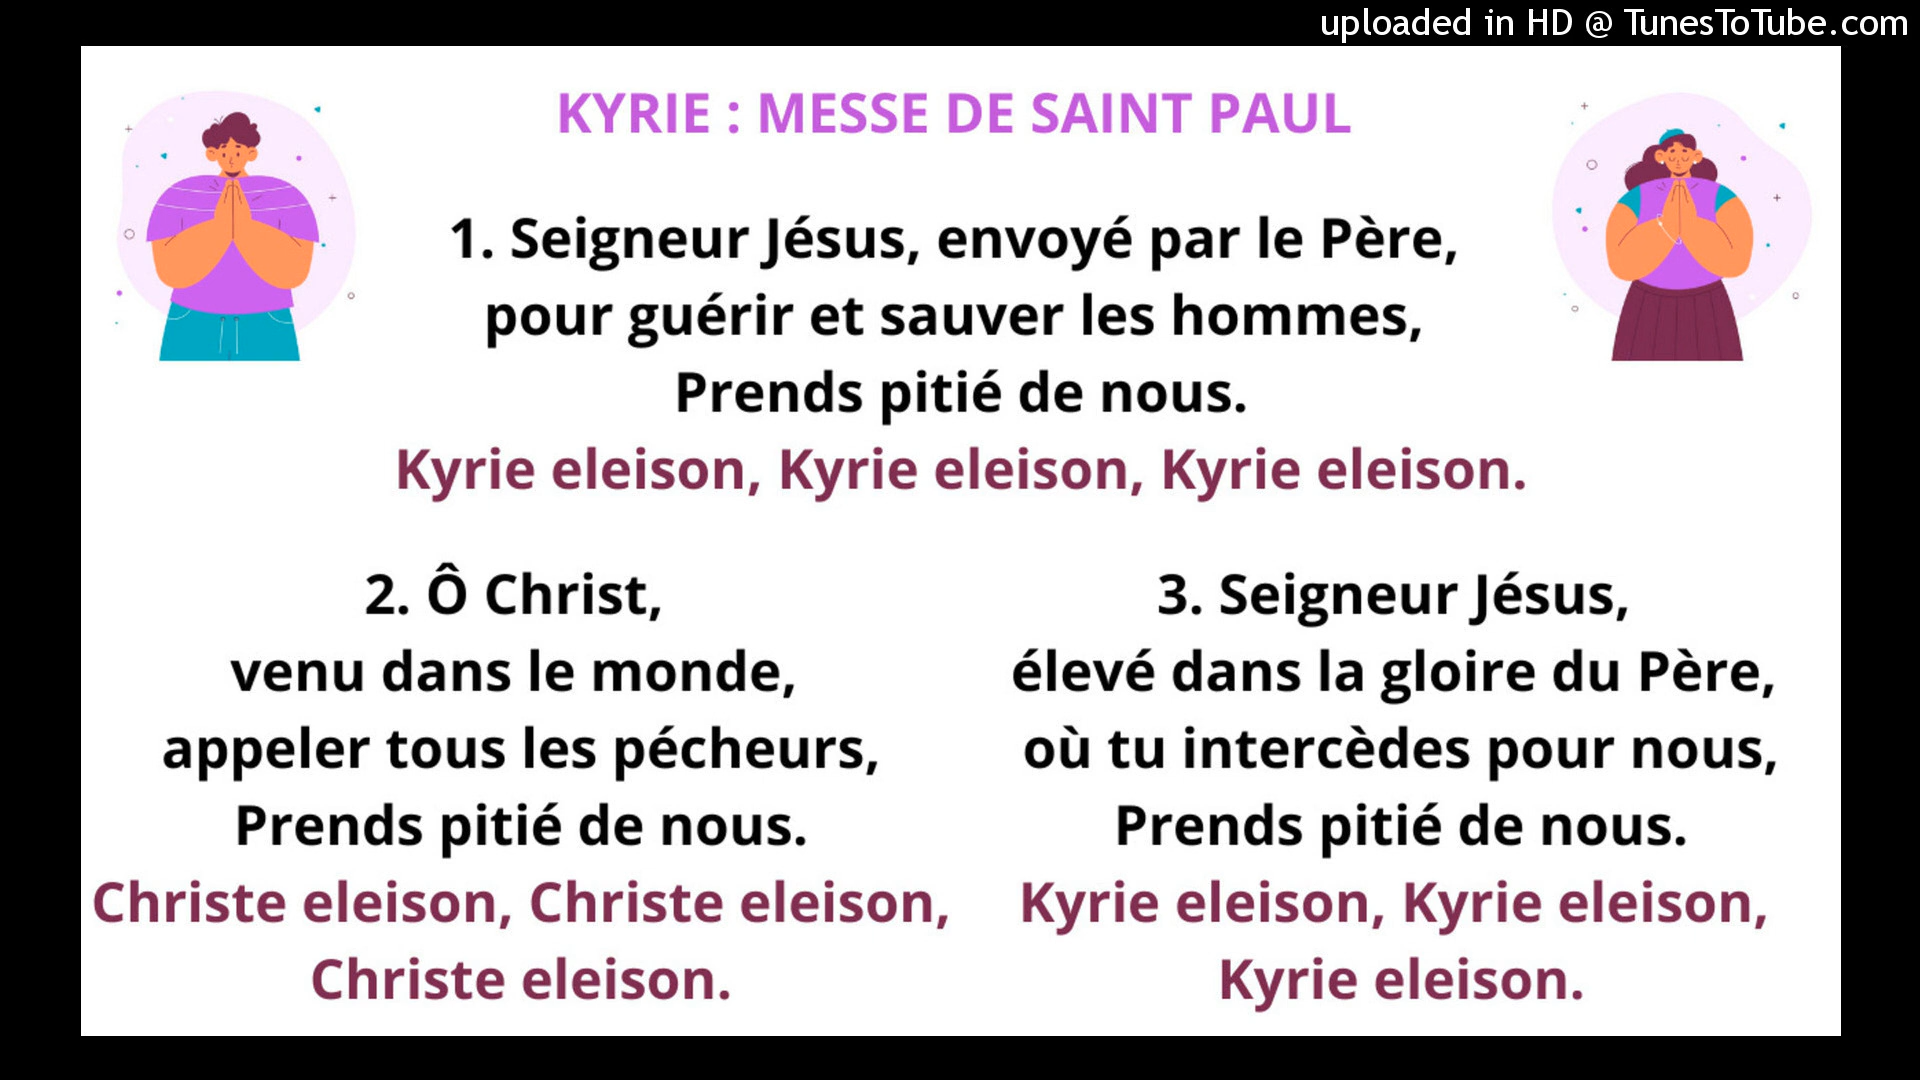 uploaded in HD @ TunesToTube.com
KYRIE : MESSE DE SAINT PAUL
1. Seigneur Jésus, envoyé par le Père,
pour guérir et sauver les hommes,
Prends pitié de nous.
Kyrie eleison, Kyrie eleison, Kyrie eleison.
2. Ô Christ,
venu dans le monde,
appeler tous les pécheurs,
Prends pitié de nous.
Christe eleison, Christe eleison,
Christe eleison.
3. Seigneur Jésus,
élevé dans la gloire du Père,
où tu intercèdes pour nous,
Prends pitié de nous.
Kyrie eleison, Kyrie eleison,
Kyrie eleison.